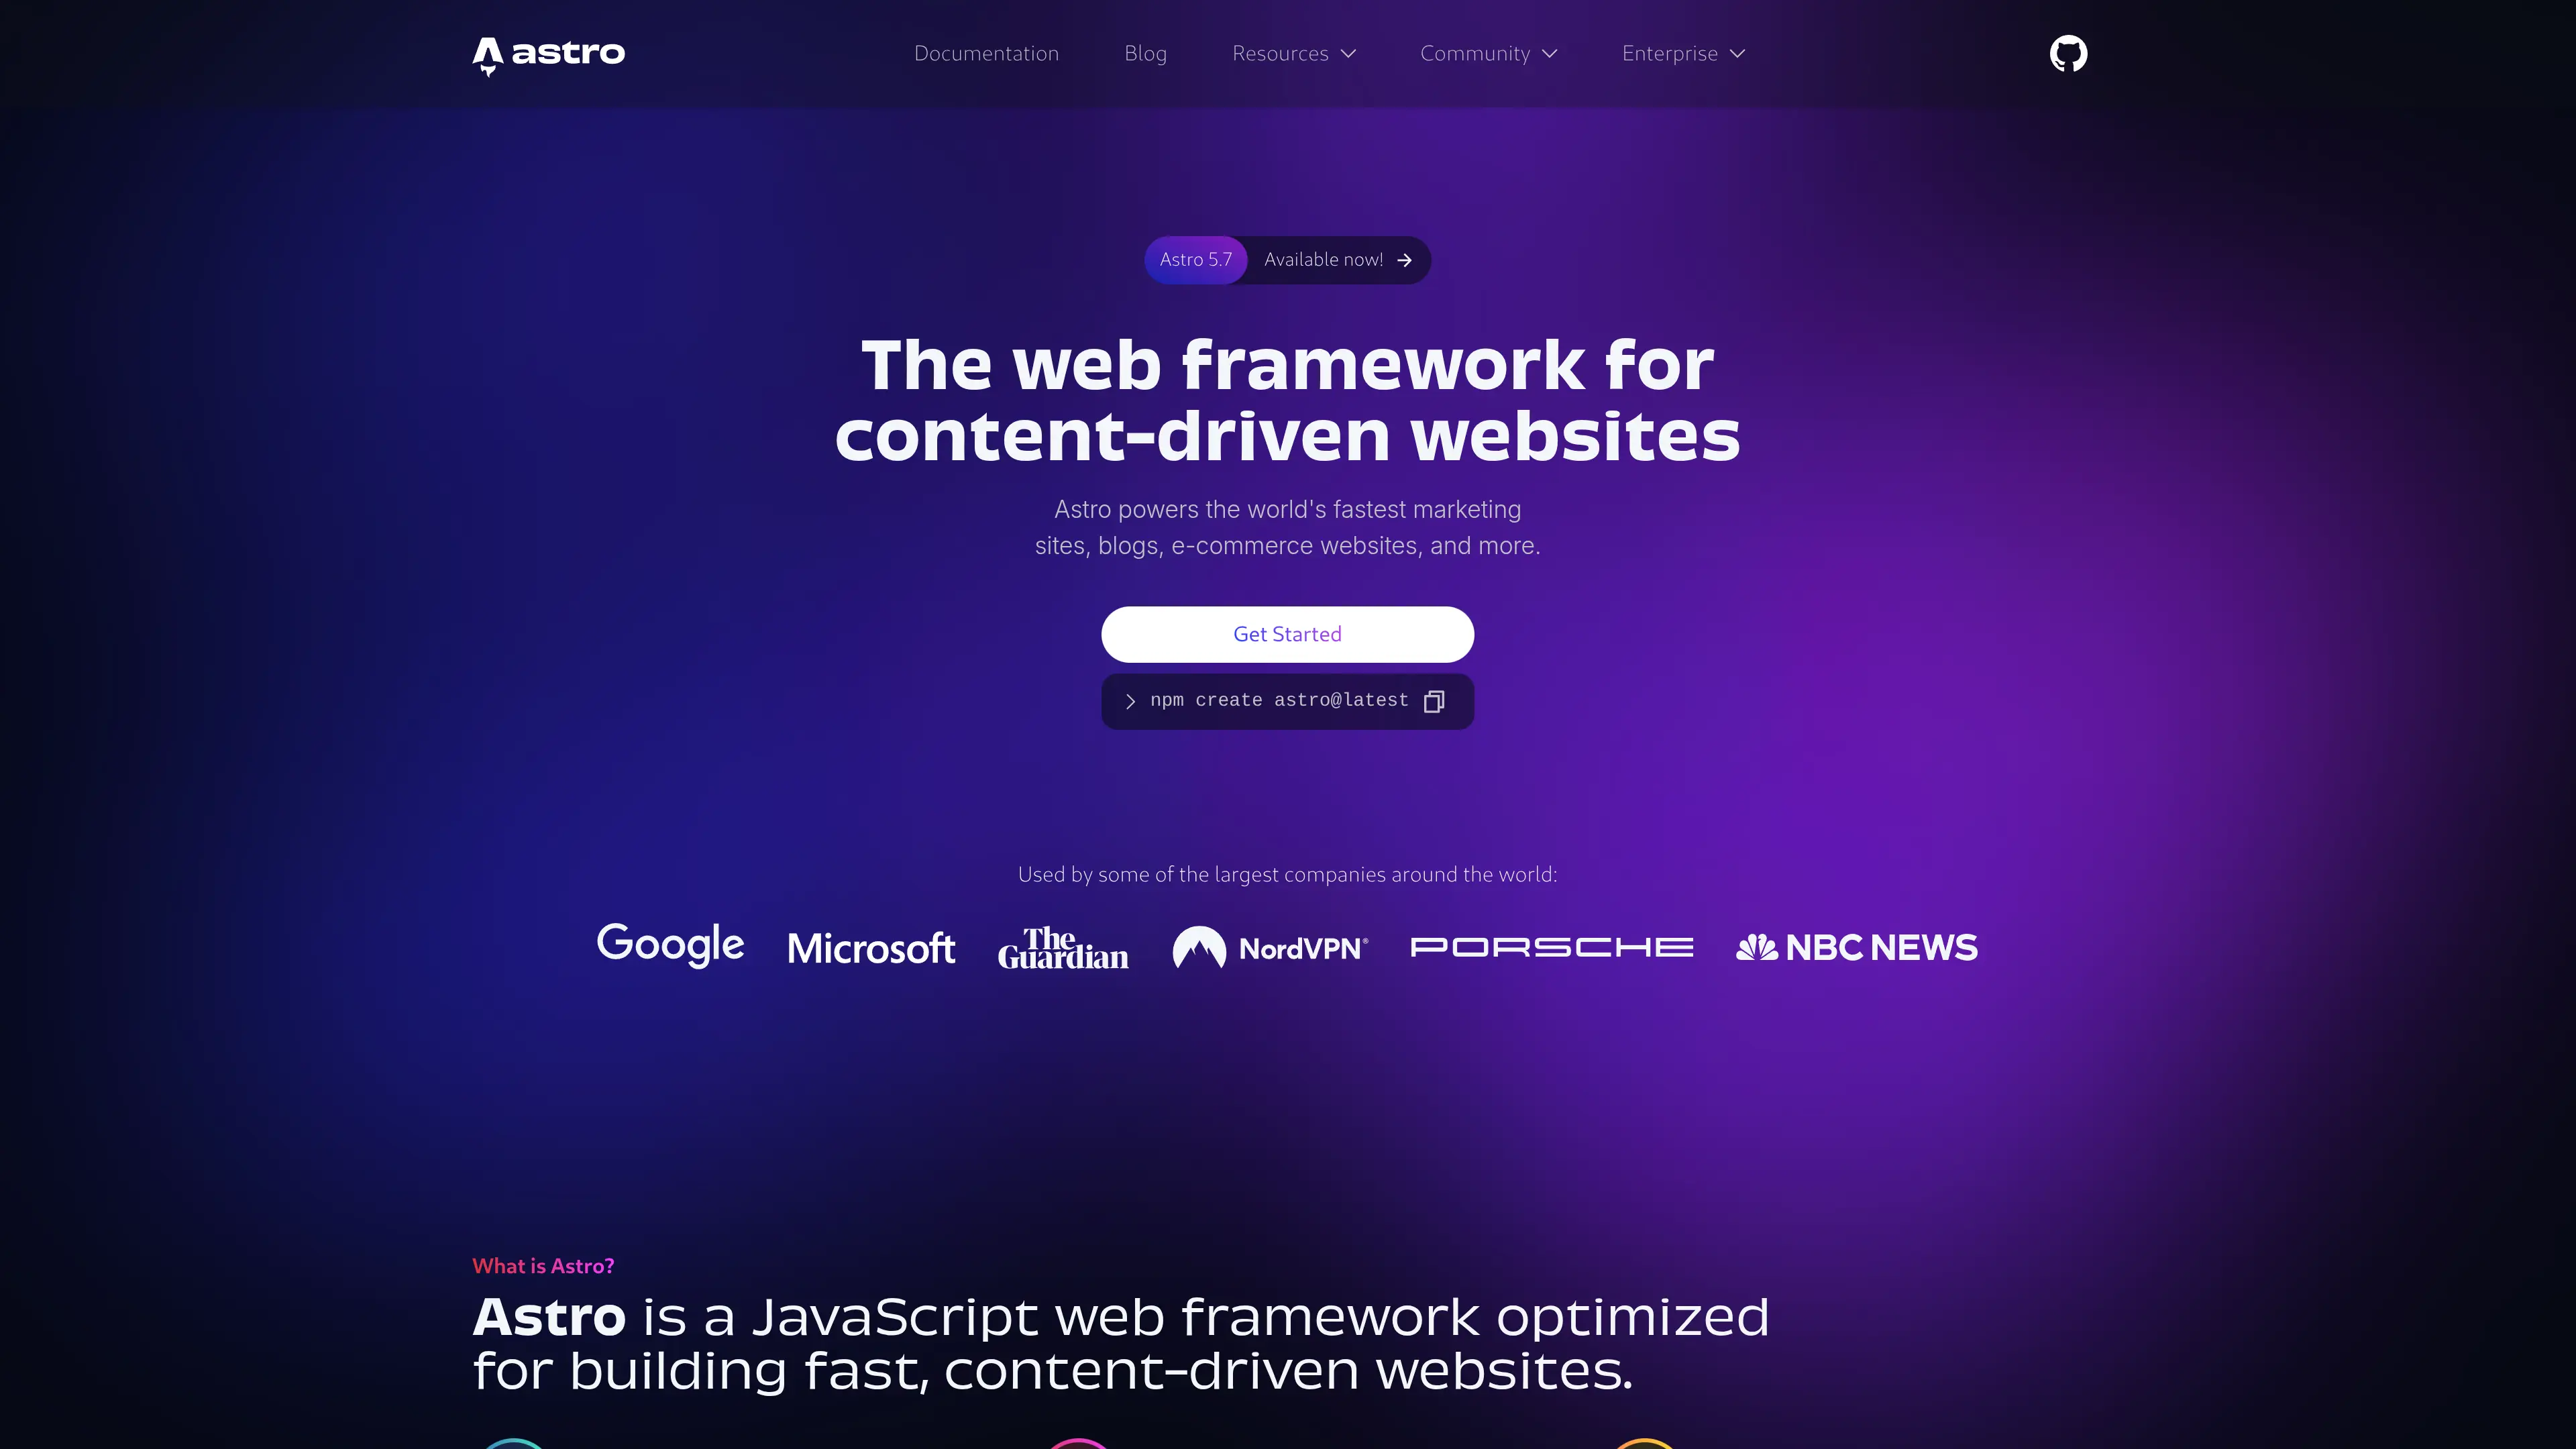 astro
Documentation Blog Resources Community Enterprise
Astro 5.7 Available now!
The web framework for
content-driven websites
Astro powers the world's fastest marketing
sites, blogs, e-commerce websites, and more.
Get Started
npm create astro@latest
Used by some of the largest companies around the world:
Google Microsoft The Guardian NordVPN® PORSCHE NBC NEWS
What is Astro?
Astro is a JavaScript web framework optimized
for building fast, content-driven websites.